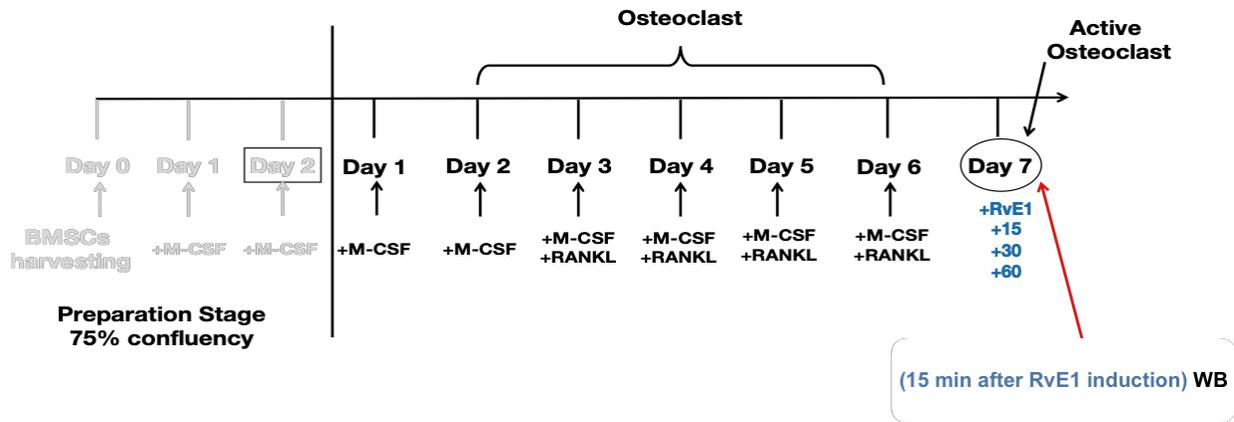 Osteoclast
Active
Osteoclast
Day 0
Day 1
Day 2
Day 1
Day 2
Day 3
Day 4
Day 5
Day 6
Day 7
BMSCs
harvesting
+M-CSF
+M-CSF
+M-CSF
+M-CSF
+M-CSF
+RANKL
+M-CSF
+RANKL
+M-CSF
+RANKL
+M-CSF
+RANKL
+RvE1
+15
+30
+60
Preparation Stage
75% confluency
(15 min after RvE1 induction) WB